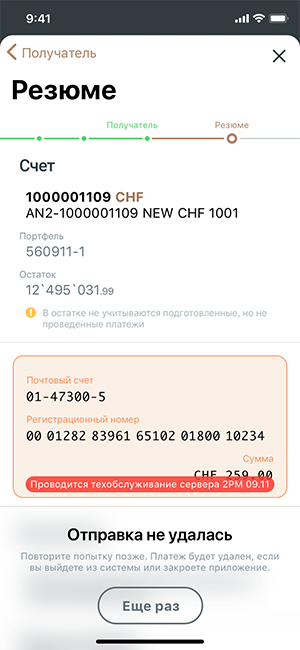 9:41
Получатель
Резюме
Получатель
Резюме
Счет
1000001109 CHF
AN2-1000001109 NEW CHF 1001
Портфель
560911-1
Остаток
12`495`031.99
В остатке не учитываются подготовленные, но не
проведенные платежи
Почтовый счет
01-47300-5
Регистрационный номер
00 01282 83961 65102 01800 10234
Сумма
CHF 259.00
Проводится техобслуживание сервера 2PM 09.11
Отправка не удалась
Повторите попытку позже. Платеж будет удален, если
вы выйдете из системы или закроете приложение.
Еще раз